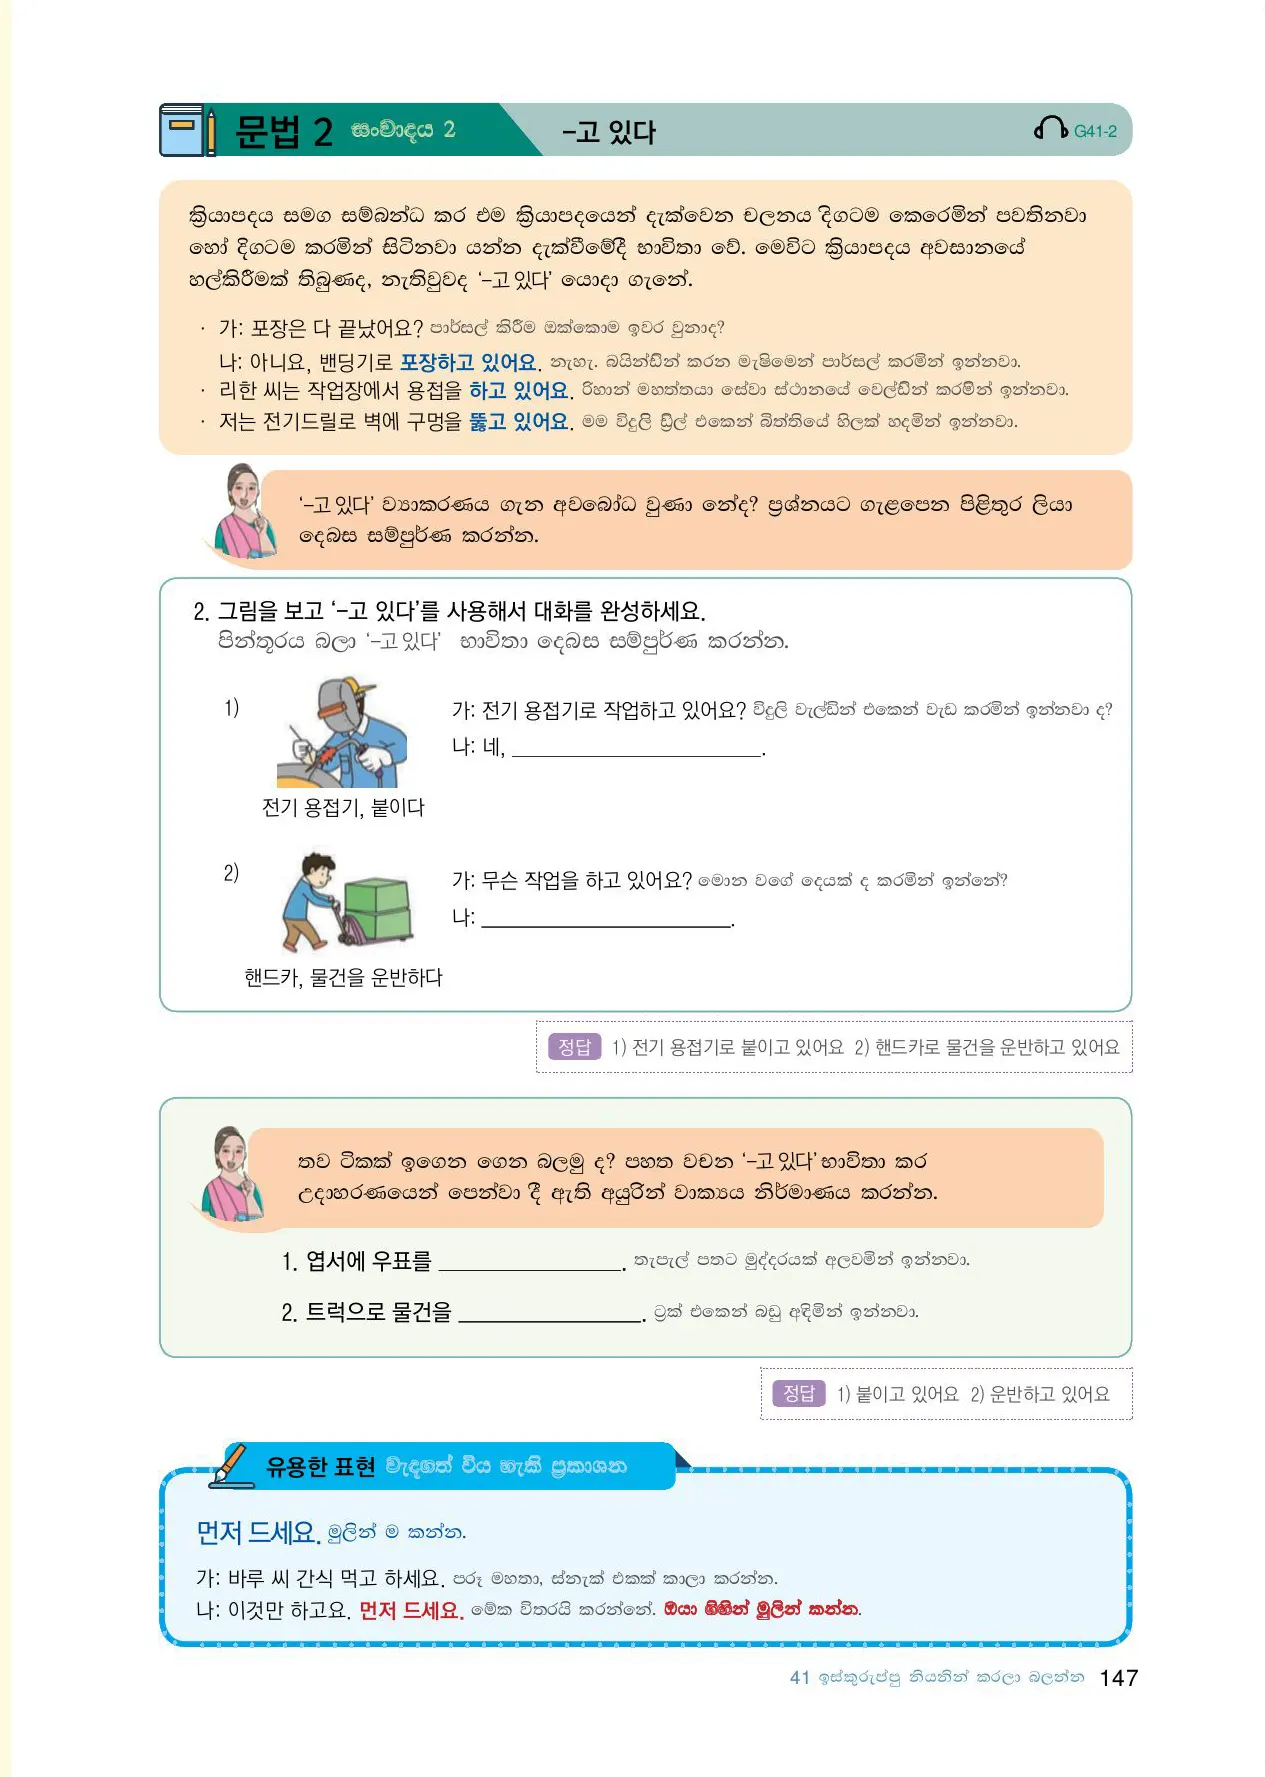 문법 2 සංවාදය 2 -고 있다 G41-2
ක්‍රියාපදය සමග සම්බන්ධ කර එම ක්‍රියාපදයෙන් දැක්වෙන චලනය දිගටම කෙරෙමින් පවතිනවා
හෝ දිගටම කරමින් සිටිනවා යන්න දැක්වීමේදී භාවිතා වේ. මෙවිට ක්‍රියාපදය අවසානයේ
හල්කිරීමක් තිබුණද, නැතිවුවද ‘-고 있다’ යොදා ගැනේ.
· 가: 포장은 다 끝났어요? පාර්සල් කිරීම ඔක්කොම ඉවර වුනාද?
나: 아니요, 밴딩기로 포장하고 있어요. නැහැ. බයින්ඩින් කරන මැෂිමෙන් පාර්සල් කරමින් ඉන්නවා.
· 리한 씨는 작업장에서 용접을 하고 있어요. රිහාන් මහත්තයා සේවා ස්ථානයේ වෙල්ඩින් කරමින් ඉන්නවා.
· 저는 전기드릴로 벽에 구멍을 뚫고 있어요. මම විදුලි ඩ්‍රිල් එකෙන් බිත්තියේ හිලක් හදමින් ඉන්නවා.
‘-고 있다’ ව්‍යාකරණය ගැන අවබෝධ වුණා නේද? ප්‍රශ්නයට ගැළපෙන පිළිතුර ලියා
දෙබස සම්පුර්ණ කරන්න.
2. 그림을 보고 ‘-고 있다’를 사용해서 대화를 완성하세요.
පින්තූරය බලා ‘-고 있다’ භාවිතා දෙබස සම්පුර්ණ කරන්න.
1) 가: 전기 용접기로 작업하고 있어요? විදුලි වැල්ඩින් එකෙන් වැඩ කරමින් ඉන්නවා ද?
나: 네, ______________________.
전기 용접기, 붙이다
2) 가: 무슨 작업을 하고 있어요? මොන වගේ දෙයක් ද කරමින් ඉන්නේ?
나: ______________________.
핸드카, 물건을 운반하다
정답 1) 전기 용접기로 붙이고 있어요 2) 핸드카로 물건을 운반하고 있어요
තව ටිකක් ඉගෙන ගෙන බලමු ද? පහත වචන ‘-고 있다’ භාවිතා කර
උදාහරණයෙන් පෙන්වා දී ඇති අයුරින් වාක්‍යය නිර්මාණය කරන්න.
1. 엽서에 우표를 ________________. තැපැල් පතට මුද්දරයක් අලවමින් ඉන්නවා.
2. 트럭으로 물건을 ________________. ට්‍රක් එකෙන් බඩු අඳිමින් ඉන්නවා.
정답 1) 붙이고 있어요 2) 운반하고 있어요
유용한 표현 වැදගත් විය හැකි ප්‍රකාශන
먼저 드세요. මුලින් ම කන්න.
가: 바루 씨 간식 먹고 하세요. පරූ මහතා, ස්නැක් එකක් කාලා කරන්න.
나: 이것만 하고요. 먼저 드세요. මේක විතරයි කරන්නේ. ඔයා ගිහින් මුලින් කන්න.
41 ඉස්කුරුප්පු නියනින් කරලා බලන්න 147